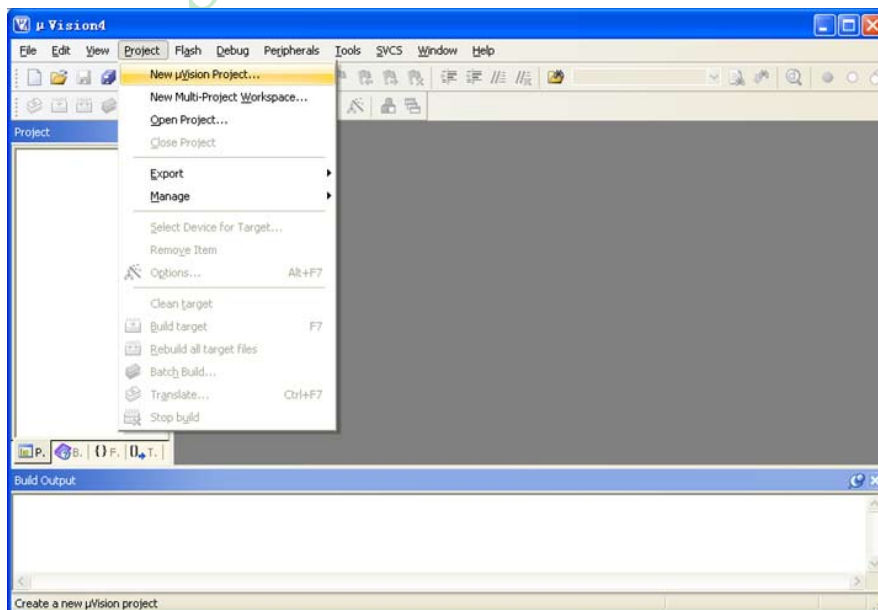 μ Vision4
File Edit View Project Flash Debug Peripherals Tools SVCS Window Help
New μVision Project...
New Multi-Project Workspace...
Project
Open Project...
Close Project
Export
Manage
Select Device for Target...
Remove Item
Options... Alt+F7
Clean target
Build target F7
Rebuild all target files
Batch Build...
Translate... Ctrl+F7
Stop build
P. B. {} F. 0 T.
Build Output
Create a new μVision project